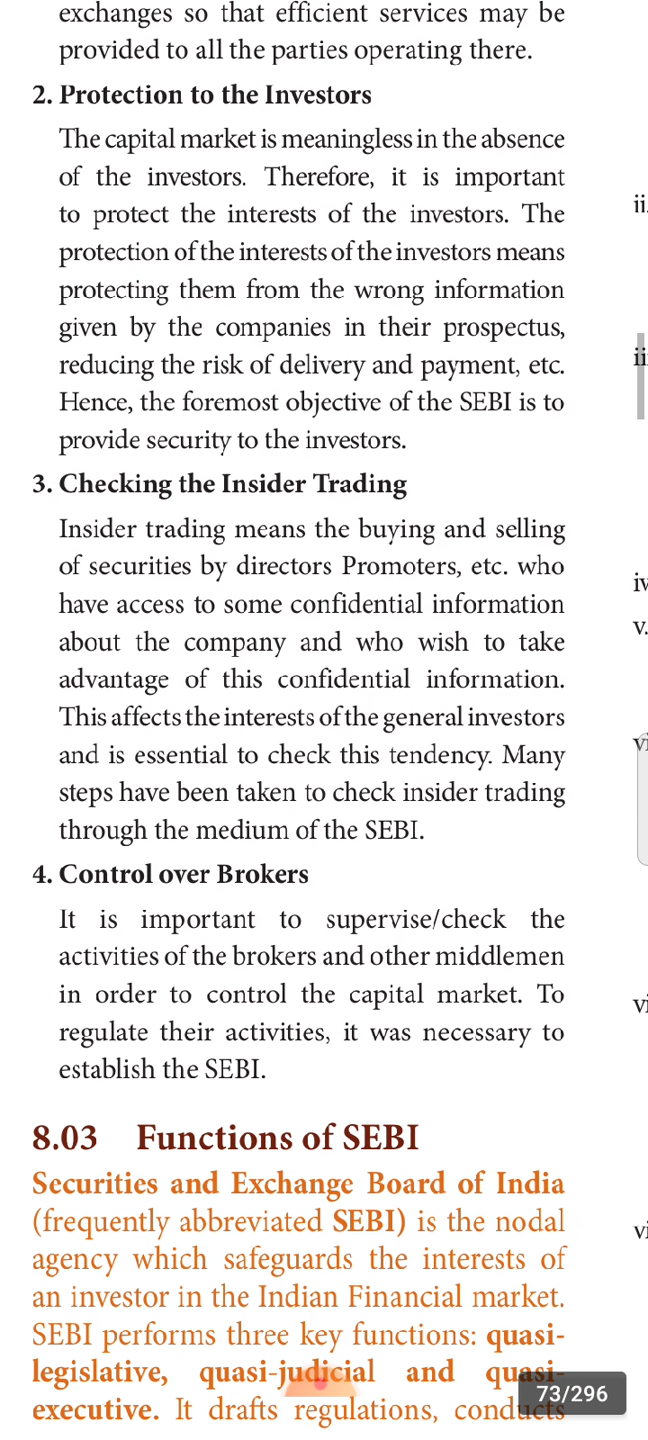 exchanges so that efficient services may be
provided to all the parties operating there.
2. Protection to the Investors
The capital market is meaningless in the absence
of the investors. Therefore, it is important
to protect the interests of the investors. The
protection of the interests of the investors means
protecting them from the wrong information
given by the companies in their prospectus,
reducing the risk of delivery and payment, etc.
Hence, the foremost objective of the SEBI is to
provide security to the investors.
3. Checking the Insider Trading
Insider trading means the buying and selling
of securities by directors Promoters, etc. who
have access to some confidential information
about the company and who wish to take
advantage of this confidential information.
This affects the interests of the general investors
and is essential to check this tendency. Many
steps have been taken to check insider trading
through the medium of the SEBI.
4. Control over Brokers
It is important to supervise/check the
activities of the brokers and other middlemen
in order to control the capital market. To
regulate their activities, it was necessary to
establish the SEBI.
8.03 Functions of SEBI
Securities and Exchange Board of India
(frequently abbreviated SEBI) is the nodal
agency which safeguards the interests of
an investor in the Indian Financial market.
SEBI performs three key functions: quasi-
legislative, quasi-judicial and quasi-
executive. It drafts regulations, conducts
73/296
ii.
v.